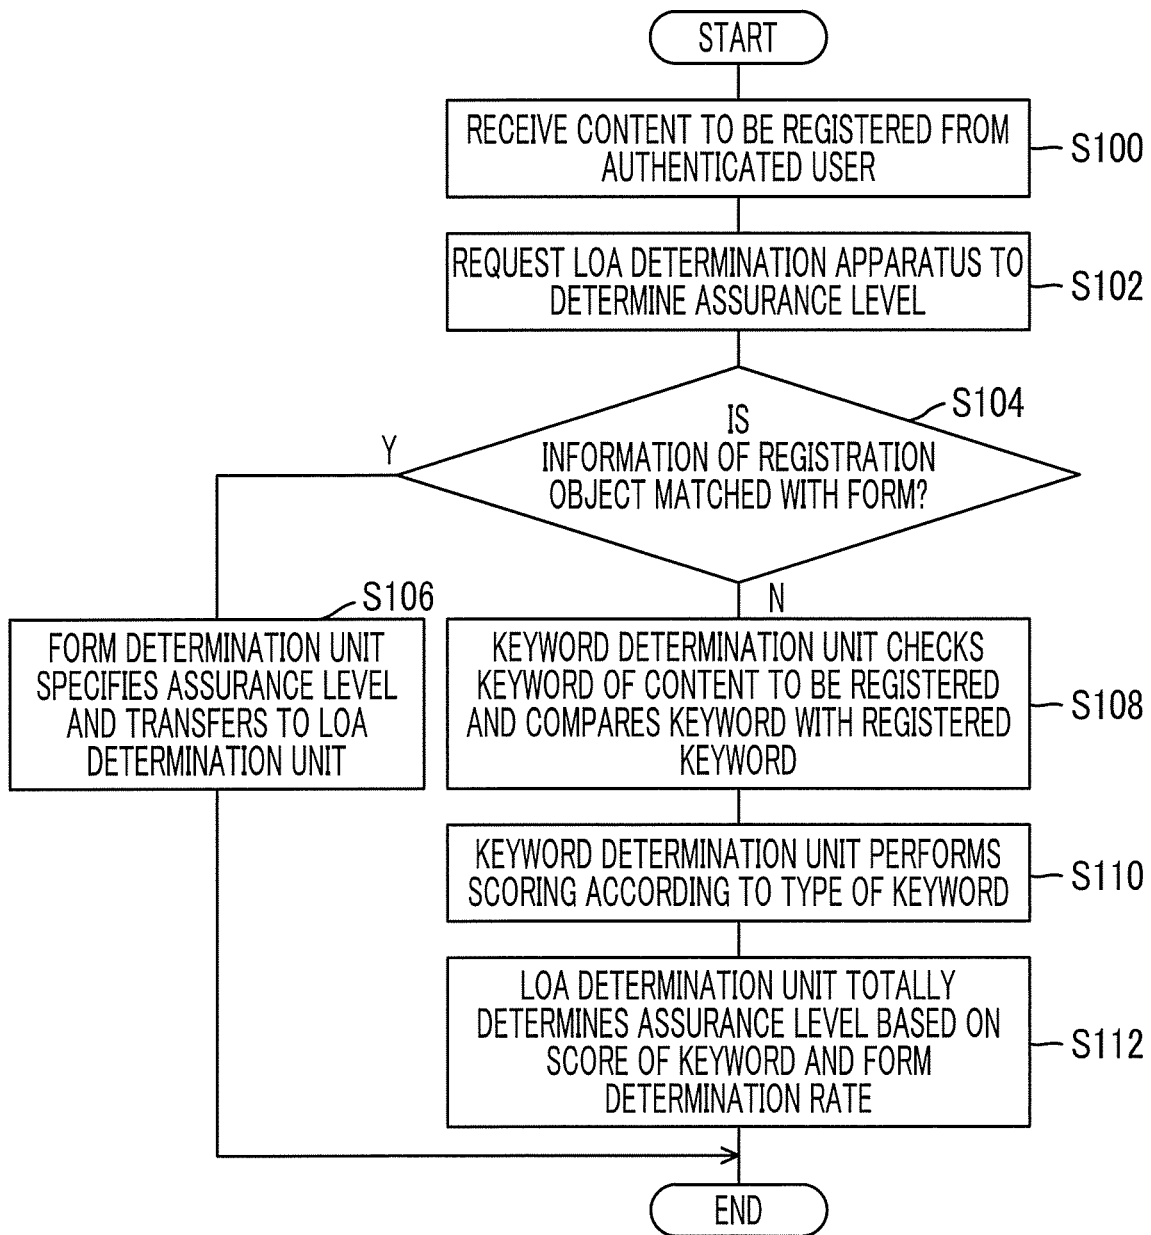 START
RECEIVE CONTENT TO BE REGISTERED FROM
AUTHENTICATED USER
S100
REQUEST LOA DETERMINATION APPARATUS TO
DETERMINE ASSURANCE LEVEL
S102
IS
INFORMATION OF REGISTRATION
OBJECT MATCHED WITH FORM?
S104
Y
N
S106
FORM DETERMINATION UNIT
SPECIFIES ASSURANCE LEVEL
AND TRANSFERS TO LOA
DETERMINATION UNIT
KEYWORD DETERMINATION UNIT CHECKS
KEYWORD OF CONTENT TO BE REGISTERED
AND COMPARES KEYWORD WITH REGISTERED
KEYWORD
S108
KEYWORD DETERMINATION UNIT PERFORMS
SCORING ACCORDING TO TYPE OF KEYWORD
S110
LOA DETERMINATION UNIT TOTALLY
DETERMINES ASSURANCE LEVEL BASED ON
SCORE OF KEYWORD AND FORM
DETERMINATION RATE
S112
END